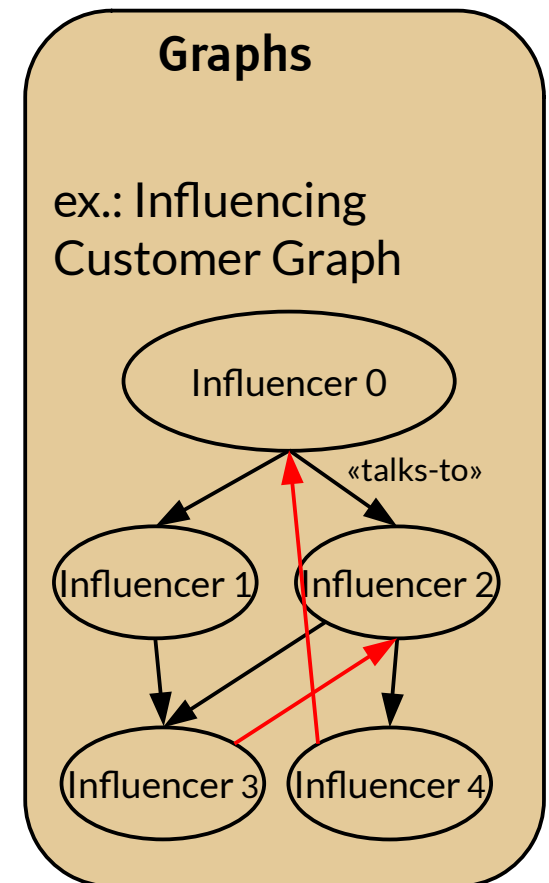 Graphs
ex.: Influencing
Customer Graph
Influencer 0
«talks-to»
Influencer 1
Influencer 2
Influencer 3
Influencer 4